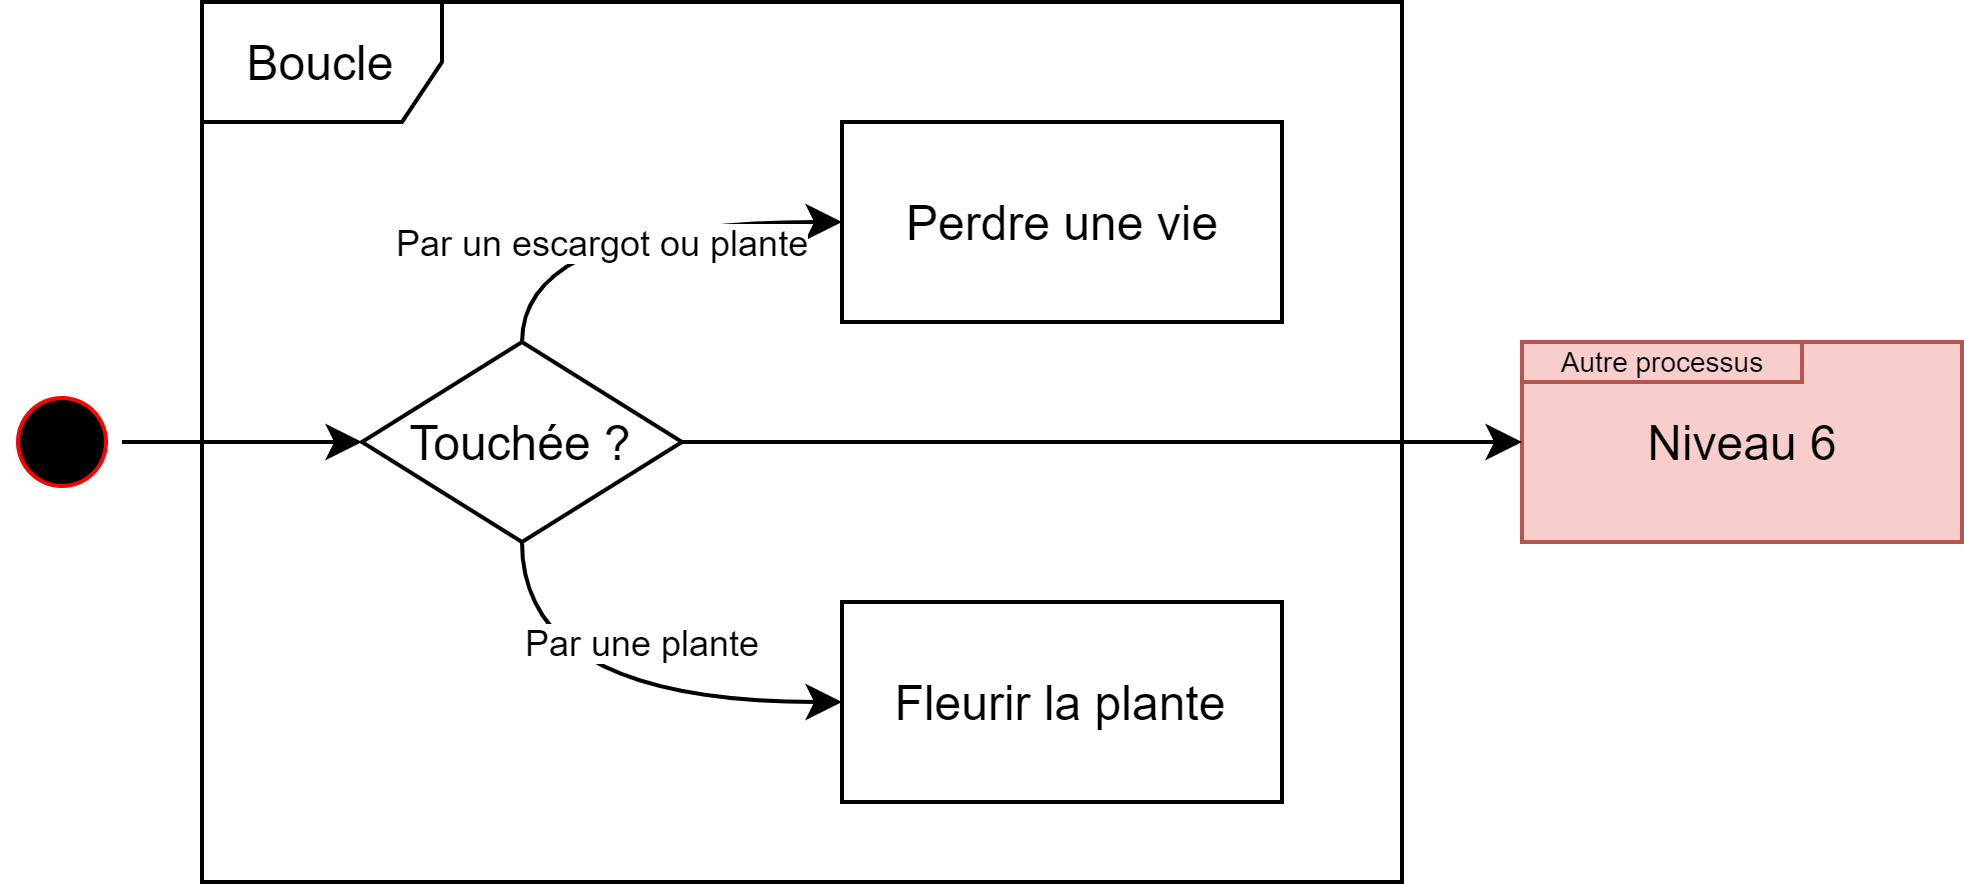 Boucle
Perdre une vie
Par un escargot ou plante
Autre processus
Touchée ?
Niveau 6
Par une plante
Fleurir la plante